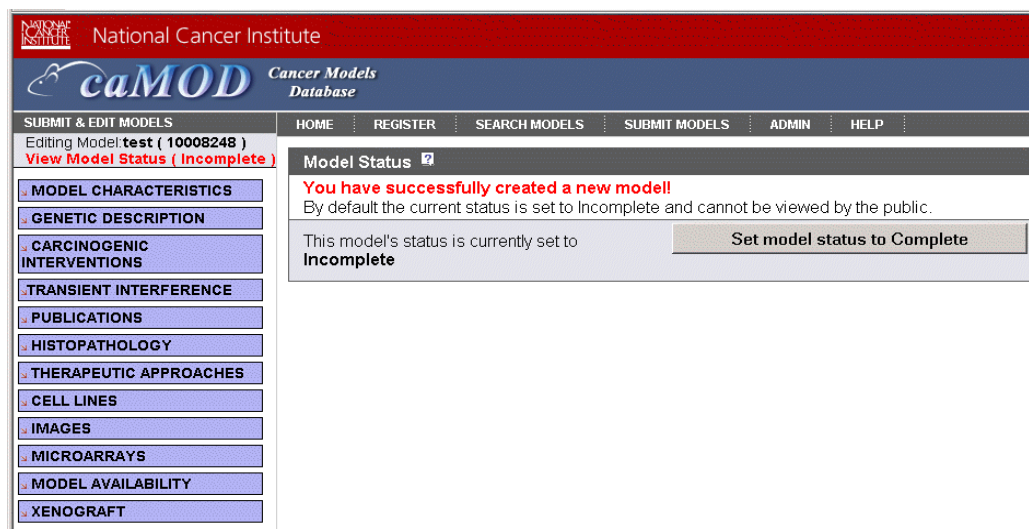 NATIONAL
CANCER
INSTITUTE
National Cancer Institute
caMOD
Cancer Models
Database
SUBMIT & EDIT MODELS
HOME REGISTER SEARCH MODELS SUBMIT MODELS ADMIN HELP
Editing Model:test ( 10008248 )
View Model Status ( Incomplete )
MODEL CHARACTERISTICS
GENETIC DESCRIPTION
CARCINOGENIC
INTERVENTIONS
TRANSIENT INTERFERENCE
PUBLICATIONS
HISTOPATHOLOGY
THERAPEUTIC APPROACHES
CELL LINES
IMAGES
MICROARRAYS
MODEL AVAILABILITY
XENOGRAFT
Model Status ?
You have successfully created a new model!
By default the current status is set to Incomplete and cannot be viewed by the public.
This model's status is currently set to
Incomplete
Set model status to Complete